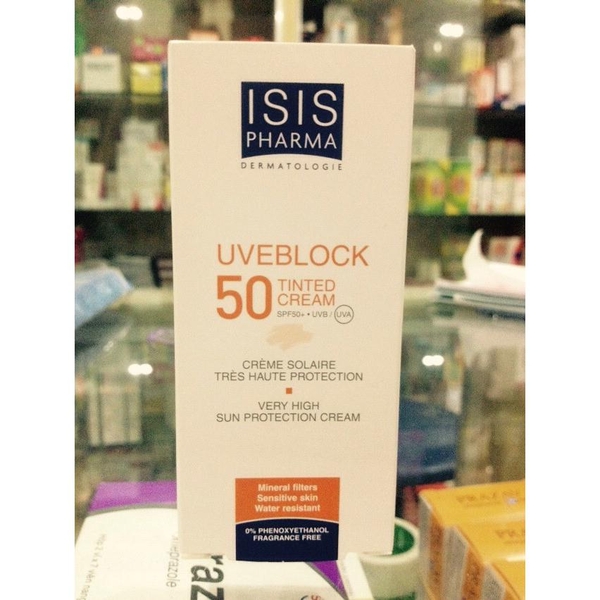 ISIS
PHARMA
DERMATOLOGIE
UVEBLOCK
50 TINTED
CREAM
SPF50+ • UVB / UVA
CRÈME SOLAIRE
TRÈS HAUTE PROTECTION
VERY HIGH
SUN PROTECTION CREAM
Mineral filters
Sensitive skin
Water resistant
0% PHENOXYETHANOL
FRAGRANCE FREE